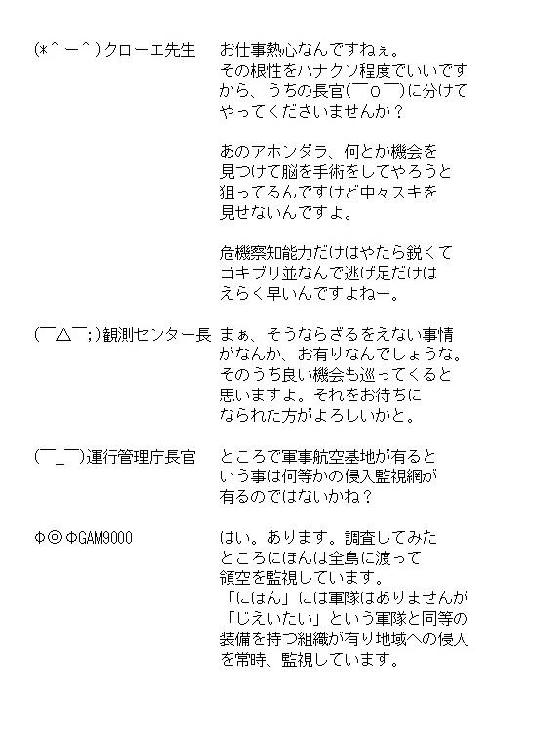 (*＾ー＾)クローエ先生　お仕事熱心なんですねぇ。
その根性をハナクソ程度でいいです
から、うちの長官(￣○￣)に分けて
やってくださいませんか？
あのアホンダラ、何とか機会を
見つけて脳を手術をしてやろうと
狙ってるんですけど中々スキを
見せないんですよ。
危機察知能力だけはやたら鋭くて
ゴキブリ並なんで逃げ足だけは
えらく早いんですよねー。
(￣△￣;)観測センター長　まぁ、そうならざるをえない事情
がなんか、お有りなんでしょうな。
そのうち良い機会も巡ってくると
思いますよ。それをお待ちに
なられた方がよろしいかと。
(￣_￣)運行管理庁長官　ところで軍事航空基地が有ると
いう事は何等かの侵入監視網が
有るのではないかね？
Φ◎ΦGAM9000　はい。あります。調査してみた
ところにほんは全島に渡って
領空を監視しています。
「にほん」には軍隊はありませんが
「じえいたい」という軍隊と同等の
装備を持つ組織が有り地域への侵入
を常時、監視しています。